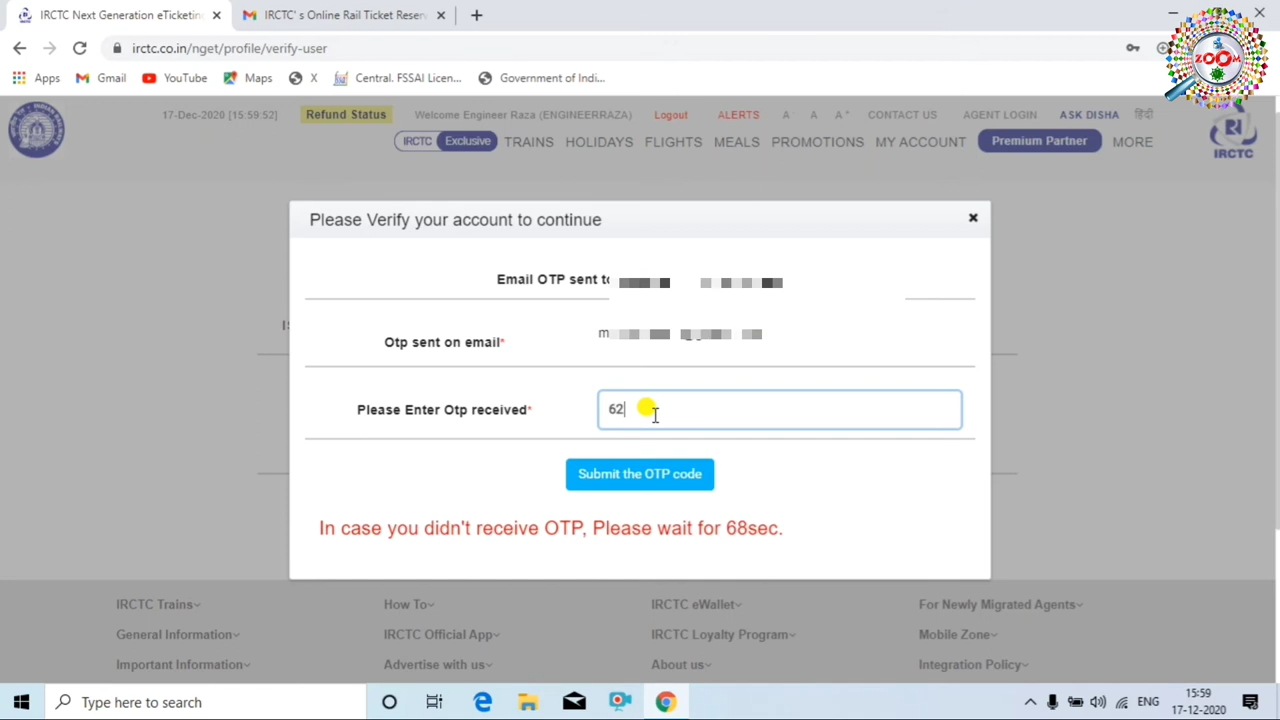 IRCTC Next Generation eTicketing
IRCTC' s Online Rail Ticket Reser
irctc.co.in/nget/profile/verify-user
Apps
Gmail
YouTube
Maps
X
Central. FSSAI Licen...
Government of Indi...
ZOOM
17-Dec-2020 [15:59:52]
Refund Status
Welcome Engineer Raza (ENGINEERRAZA)
Logout
ALERTS
A A A+
CONTACT US
AGENT LOGIN
ASK DISHA
हिंदी
IRCTC Exclusive
TRAINS
HOLIDAYS
FLIGHTS
MEALS
PROMOTIONS
MY ACCOUNT
Premium Partner
MORE
IRCTC
Please Verify your account to continue
Email OTP sent to
Otp sent on email*
m
Please Enter Otp received*
62
Submit the OTP code
In case you didn't receive OTP, Please wait for 68sec.
IRCTC Trains
How To
IRCTC eWallet
For Newly Migrated Agents
General Information
IRCTC Official App
IRCTC Loyalty Program
Mobile Zone
Important Information
Advertise with us
About us
Integration Policy
Type here to search
ENG
15:59
17-12-2020